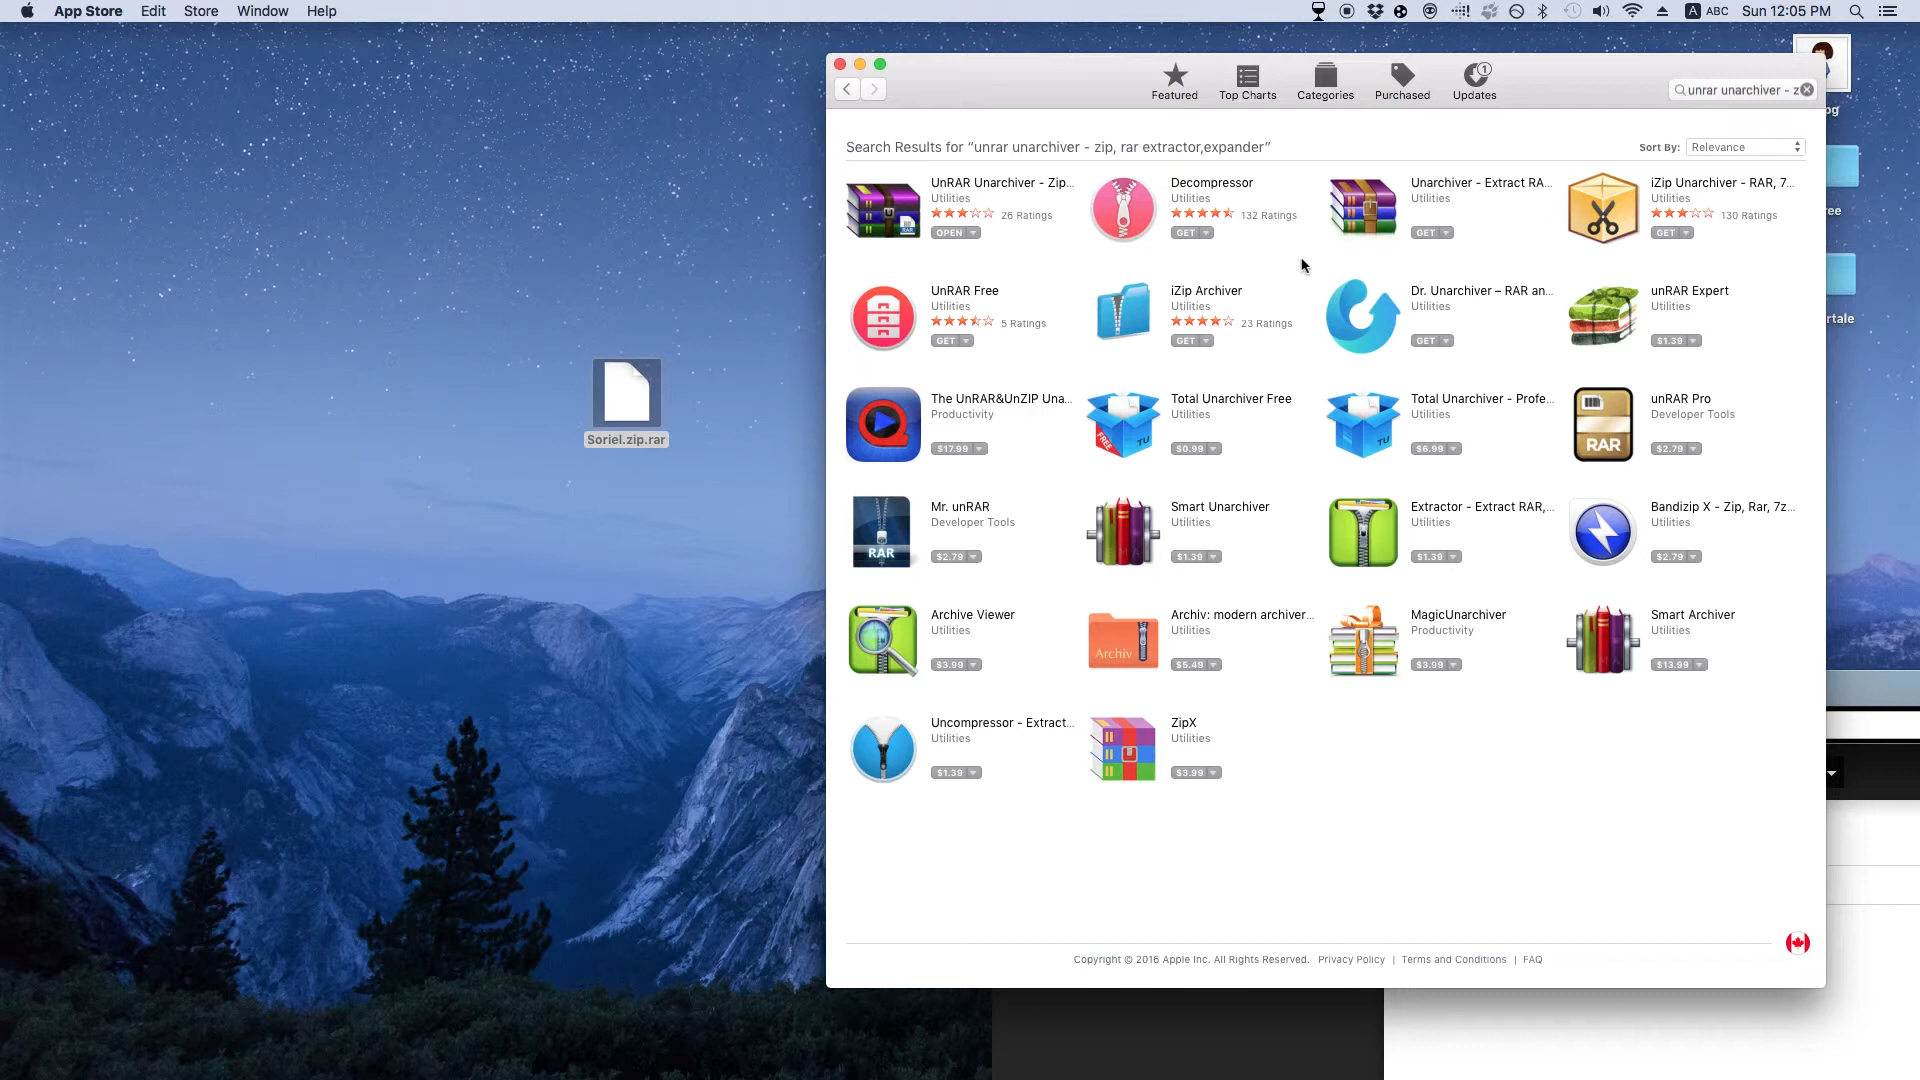 App Store Edit Store Window Help
A ABC Sun 12:05 PM
Featured Top Charts Categories Purchased Updates
1
unrar unarchiver - z
Search Results for “unrar unarchiver - zip, rar extractor,expander”
Sort By: Relevance
UnRAR Unarchiver - Zip...
Utilities
26 Ratings
OPEN
Decompressor
Utilities
132 Ratings
GET
Unarchiver - Extract RA...
Utilities
GET
iZip Unarchiver - RAR, 7...
Utilities
130 Ratings
GET
UnRAR Free
Utilities
5 Ratings
GET
iZip Archiver
Utilities
23 Ratings
GET
Dr. Unarchiver – RAR an...
Utilities
GET
unRAR Expert
Utilities
$1.39
The UnRAR&UnZIP Una...
Productivity
$17.99
FREE
TU
Total Unarchiver Free
Utilities
$0.99
TU
Total Unarchiver - Profe...
Utilities
$6.99
RAR
unRAR Pro
Developer Tools
$2.79
RAR
Mr. unRAR
Developer Tools
$2.79
Smart Unarchiver
Utilities
$1.39
Extractor - Extract RAR,...
Utilities
$1.39
Bandizip X - Zip, Rar, 7z...
Utilities
$2.79
Archive Viewer
Utilities
$3.99
Archiv
Archiv: modern archiver...
Utilities
$5.49
MagicUnarchiver
Productivity
$3.99
Smart Archiver
Utilities
$13.99
Uncompressor - Extract...
Utilities
$1.39
ZipX
Utilities
$3.99
Copyright © 2016 Apple Inc. All Rights Reserved. Privacy Policy | Terms and Conditions | FAQ
Soriel.zip.rar
pg
ree
rtale